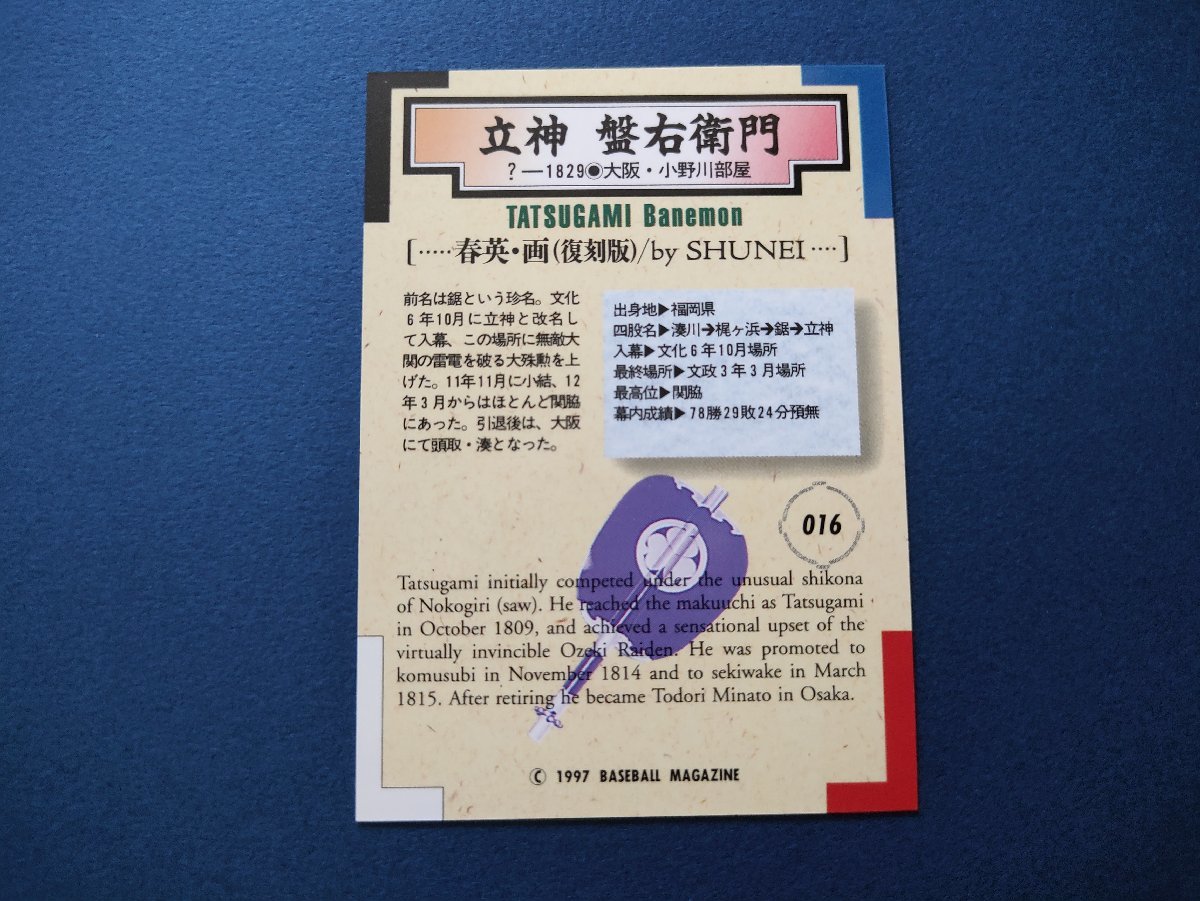 立神 盤右衛門
?—1829◉大阪・小野川部屋
TATSUGAMI Banemon
[‥‥‥春英・画(復刻版)/by SHUNEI‥‥]
前名は鋸という珍名。文化
6年10月に立神と改名し
て入幕、この場所に無敵大
関の雷電を破る大殊勲を上
げた。11年11月に小結、12
年3月からはほとんど関脇
にあった。引退後は、大阪
にて頭取・湊となった。
出身地▶福岡県
四股名▶湊川➔梶ヶ浜➔鋸➔立神
入幕▶文化6年10月場所
最終場所▶文政3年3月場所
最高位▶関脇
幕内成績▶78勝29敗24分預無
016
Tatsugami initially competed under the unusual shikona
of Nokogiri (saw). He reached the makuuchi as Tatsugami
in October 1809, and achieved a sensational upset of the
virtually invincible Ozeki Raiden. He was promoted to
komusubi in November 1814 and to sekiwake in March
1815. After retiring he became Todori Minato in Osaka.
© 1997 BASEBALL MAGAZINE